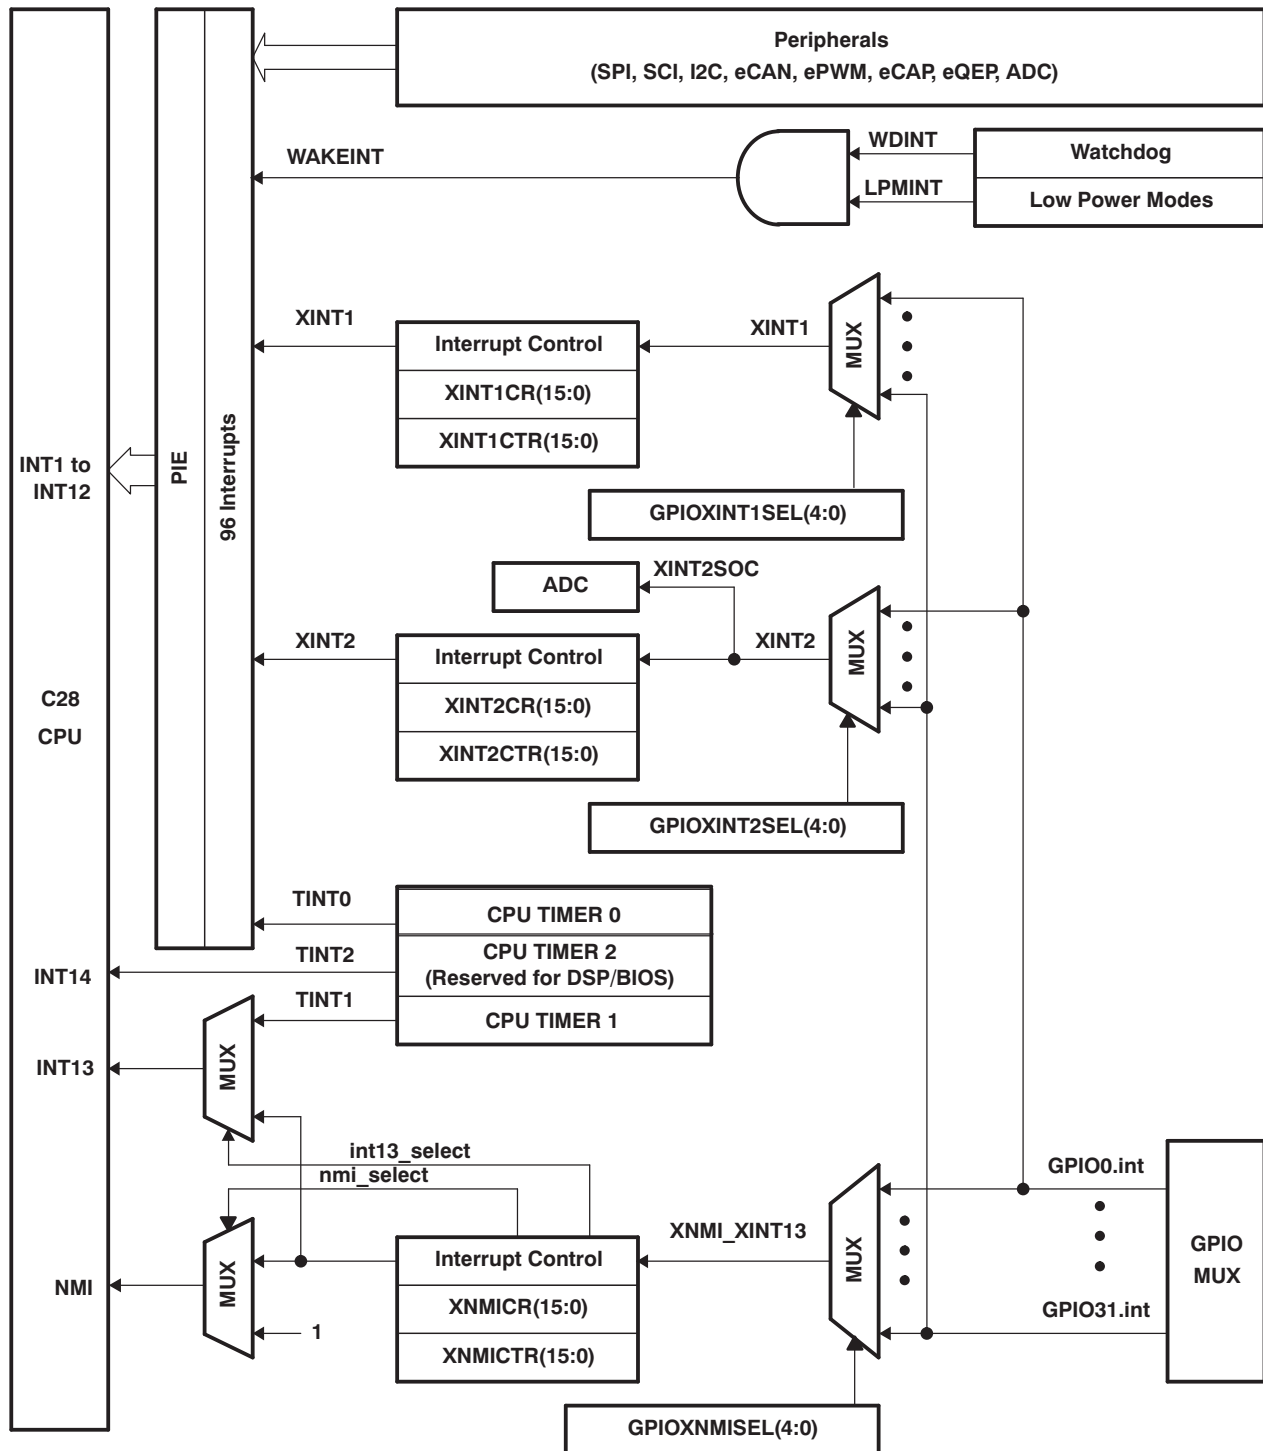 Peripherals
(SPI, SCI, I2C, eCAN, ePWM, eCAP, eQEP, ADC)
WDINT
Watchdog
WAKEINT
LPMINT
Low Power Modes
XINT1
Interrupt Control
XINT1
MUX
XINT1CR(15:0)
XINT1CTR(15:0)
INT1 to
INT12
PIE
96 Interrupts
GPIOXINT1SEL(4:0)
ADC
XINT2SOC
XINT2
Interrupt Control
XINT2
MUX
C28
CPU
XINT2CR(15:0)
XINT2CTR(15:0)
GPIOXINT2SEL(4:0)
TINT0
CPU TIMER 0
INT14
TINT2
CPU TIMER 2
(Reserved for DSP/BIOS)
TINT1
CPU TIMER 1
INT13
MUX
int13_select
nmi_select
GPIO0.int
XNMI_XINT13
MUX
GPIO
MUX
NMI
MUX
Interrupt Control
XNMICR(15:0)
GPIO31.int
1
XNMICTR(15:0)
GPIOXNMISEL(4:0)